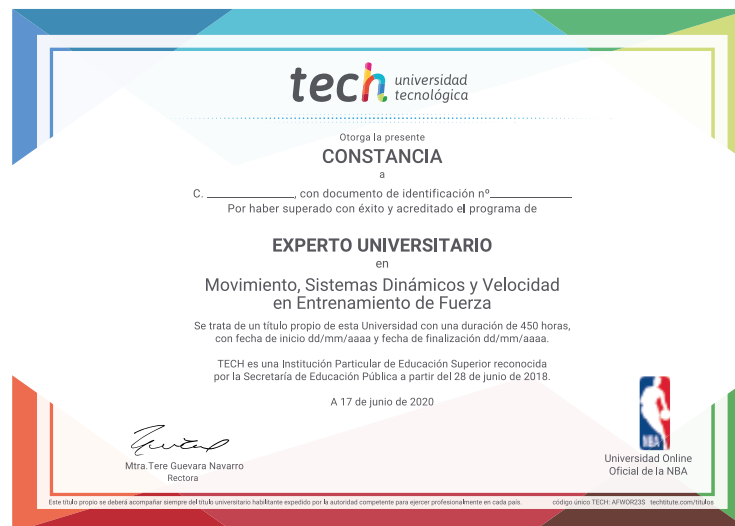 tech universidad
tecnológica
Otorga la presente
CONSTANCIA
a
C. ______________, con documento de identificación nº_____________
Por haber superado con éxito y acreditado el programa de
EXPERTO UNIVERSITARIO
en
Movimiento, Sistemas Dinámicos y Velocidad
en Entrenamiento de Fuerza
Se trata de un título propio de esta Universidad con una duración de 450 horas,
con fecha de inicio dd/mm/aaaa y fecha de finalización dd/mm/aaaa.
TECH es una Institución Particular de Educación Superior reconocida
por la Secretaría de Educación Pública a partir del 28 de junio de 2018.
A 17 de junio de 2020
Mtra.Tere Guevara Navarro
Rectora
NBA
Universidad Online
Oficial de la NBA
Este título propio se deberá acompañar siempre del título universitario habilitante expedido por la autoridad competente para ejercer profesionalmente en cada país. código único TECH: AFWOR23S techtitute.com/títulos